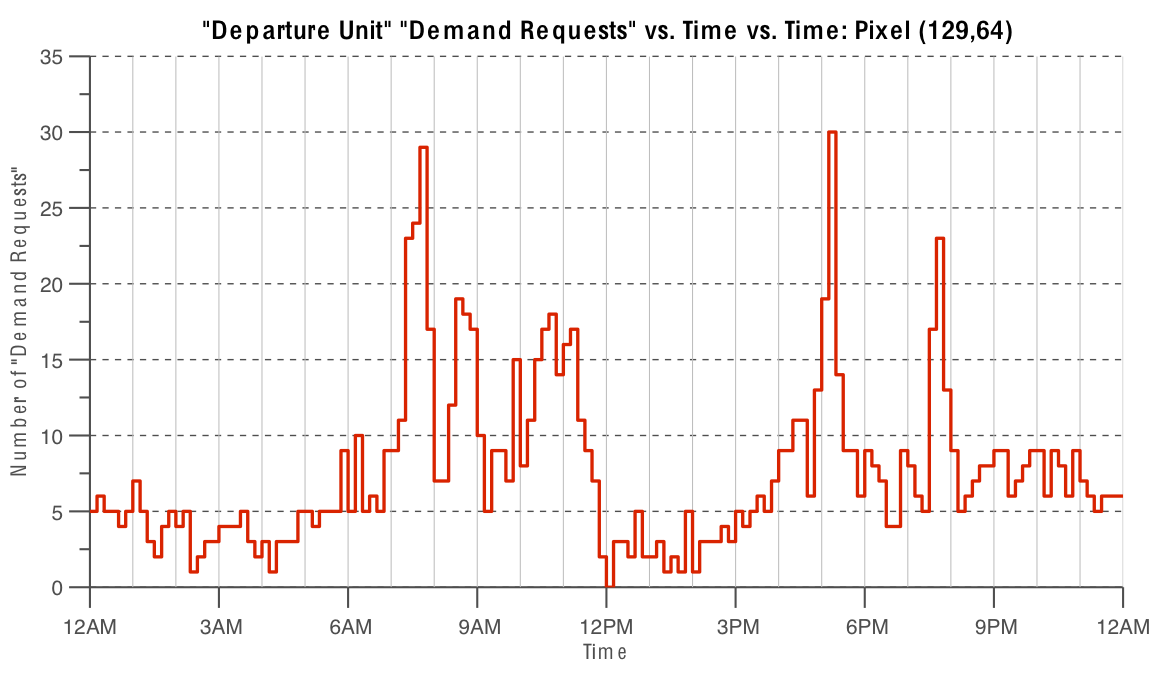 "Departure Unit" "Demand Requests" vs. Time vs. Time: Pixel (129,64)
Number of "Demand Requests"
35
30
25
20
15
10
5
0
12AM 3AM 6AM 9AM 12PM 3PM 6PM 9PM 12AM
Time